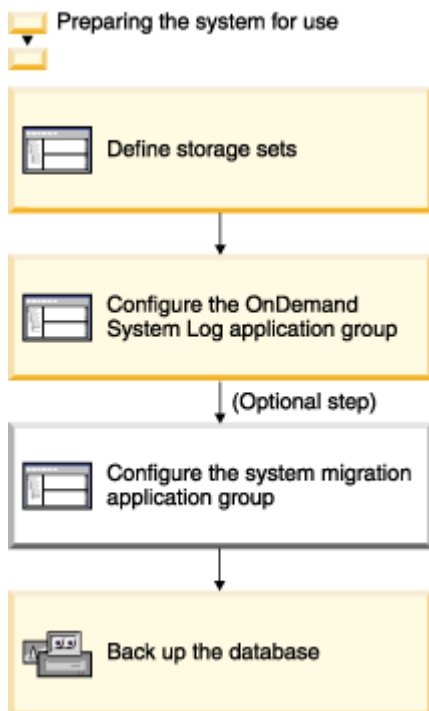 Preparing the system for use
Define storage sets
Configure the OnDemand
System Log application group
(Optional step)
Configure the system migration
application group
Back up the database